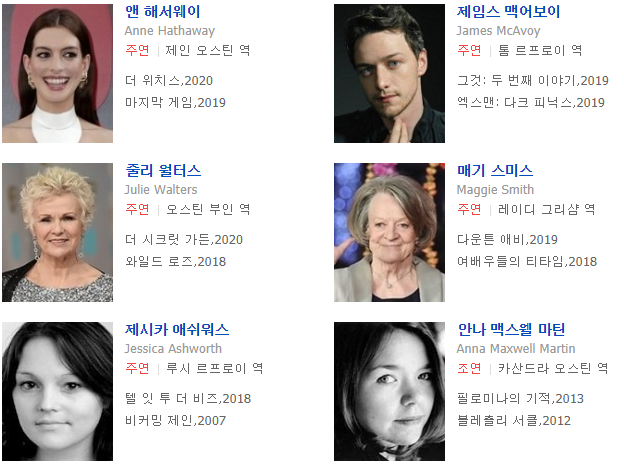 앤 해서웨이
Anne Hathaway
주연 | 제인 오스틴 역
더 위치스,2020
마지막 게임,2019
제임스 맥어보이
James McAvoy
주연 | 톰 르프로이 역
그것: 두 번째 이야기,2019
엑스맨: 다크 피닉스,2019
줄리 월터스
Julie Walters
주연 | 오스틴 부인 역
더 시크릿 가든,2020
와일드 로즈,2018
매기 스미스
Maggie Smith
주연 | 레이디 그리샴 역
다운튼 애비,2019
여배우들의 티타임,2018
제시카 애쉬워스
Jessica Ashworth
주연 | 루시 르프로이 역
텔 잇 투 더 비즈,2018
비커밍 제인,2007
안나 맥스웰 마틴
Anna Maxwell Martin
조연 | 카산드라 오스틴 역
필로미나의 기적,2013
블레츨리 서클,2012